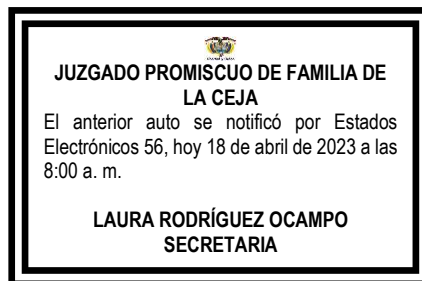 JUZGADO PROMISCUO DE FAMILIA DE
LA CEJA
El anterior auto se notificó por Estados
Electrónicos 56, hoy 18 de abril de 2023 a las
8:00 a. m.
LAURA RODRÍGUEZ OCAMPO
SECRETARIA